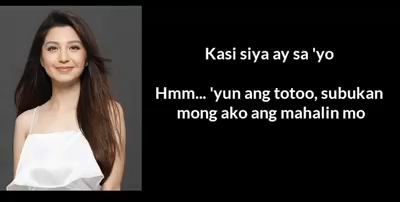 Kasi siya ay sa 'yo
Hmm... 'yun ang totoo, subukan
mong ako ang mahalin mo